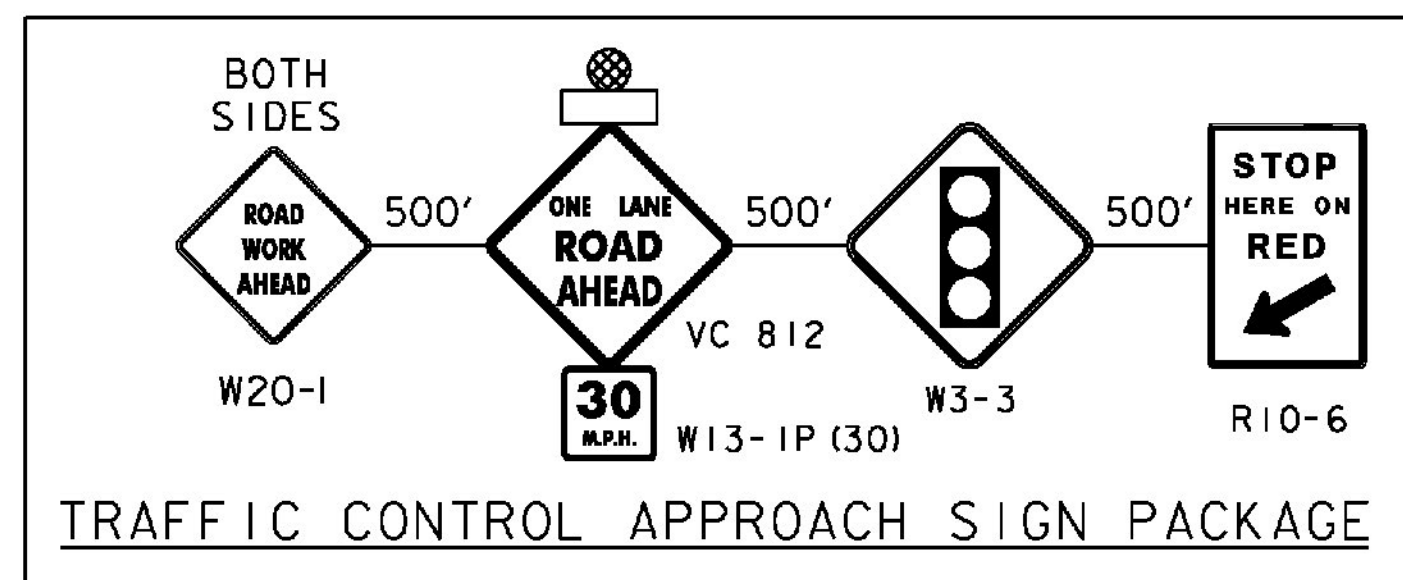 BOTH
SIDES
ROAD
WORK
AHEAD
W20-1
500'
ONE LANE
ROAD
AHEAD
VC 812
30
M.P.H.
W13-1P (30)
500'
W3-3
500'
STOP
HERE ON
RED
R10-6
TRAFFIC CONTROL APPROACH SIGN PACKAGE